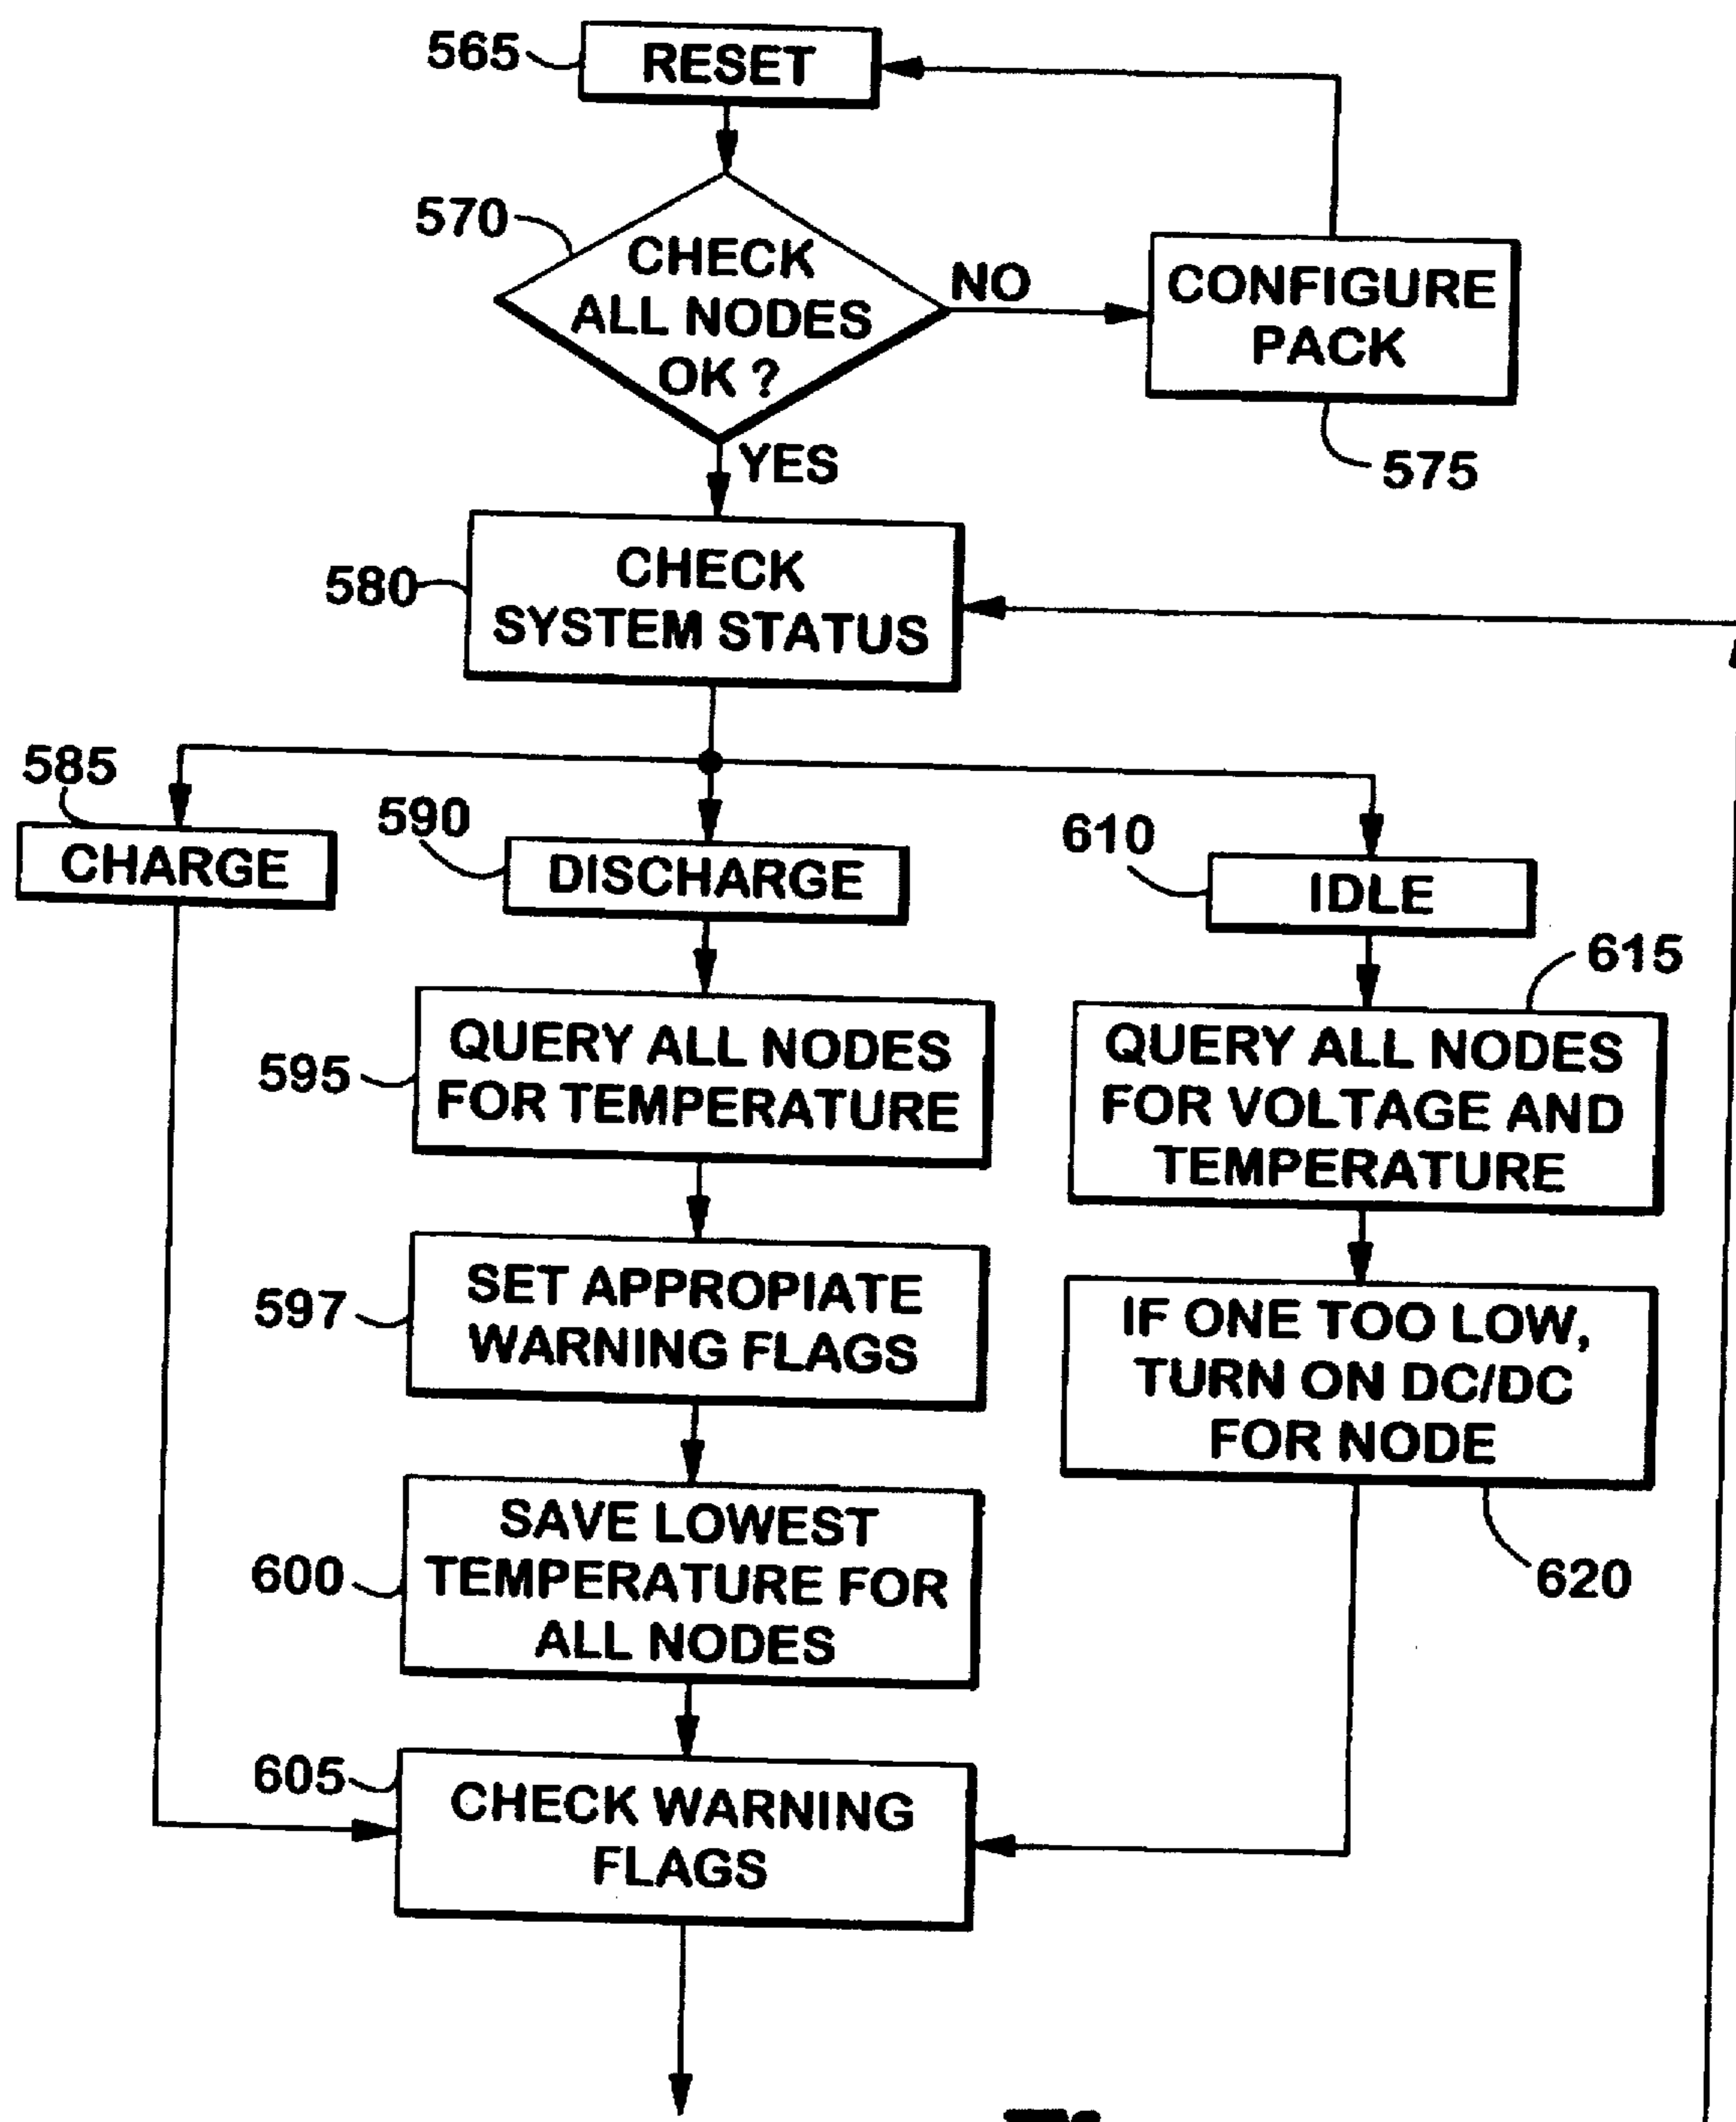 565
RESET
570
CHECK
ALL NODES
OK ?
NO
CONFIGURE
PACK
575
YES
580
CHECK
SYSTEM STATUS
585
CHARGE
590
DISCHARGE
610
IDLE
595
QUERY ALL NODES
FOR TEMPERATURE
615
QUERY ALL NODES
FOR VOLTAGE AND
TEMPERATURE
597
SET APPROPIATE
WARNING FLAGS
IF ONE TOO LOW,
TURN ON DC/DC
FOR NODE
620
600
SAVE LOWEST
TEMPERATURE FOR
ALL NODES
605
CHECK WARNING
FLAGS